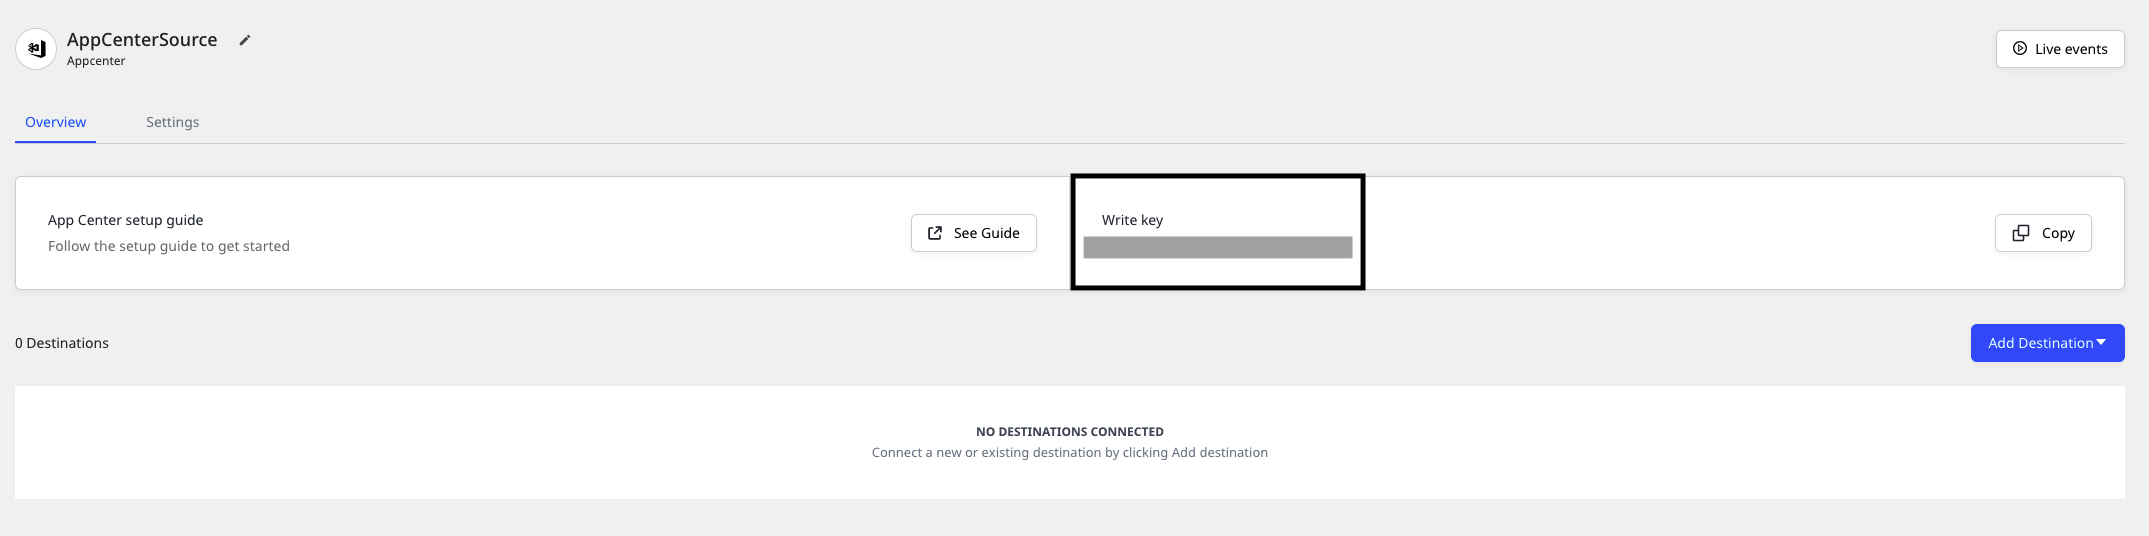 AppCenterSource
Appcenter
Live events
Overview
Settings
App Center setup guide
Follow the setup guide to get started
See Guide
Write key
Copy
0 Destinations
Add Destination
NO DESTINATIONS CONNECTED
Connect a new or existing destination by clicking Add destination